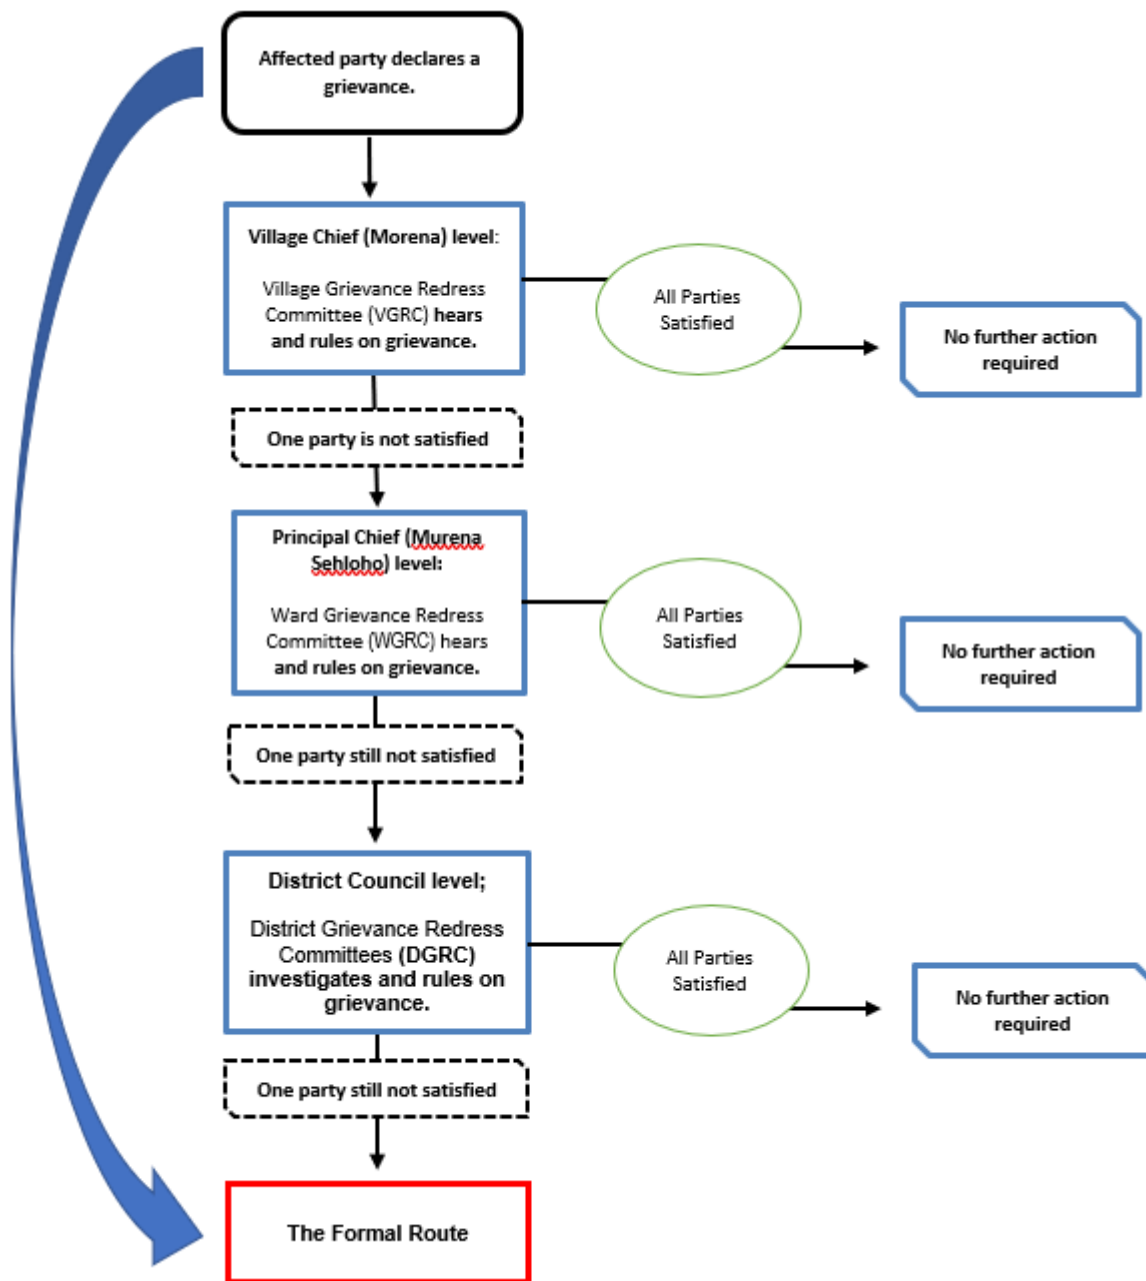 Affected party declares a
grievance.
Village Chief (Morena) level:
Village Grievance Redress
Committee (VGRC) hears
and rules on grievance.
All Parties
Satisfied
No further action
required
One party is not satisfied
Principal Chief (Murena
Sehloho) level:
Ward Grievance Redress
Committee (WGRC) hears
and rules on grievance.
All Parties
Satisfied
No further action
required
One party still not satisfied
District Council level;
District Grievance Redress
Committees (DGRC)
investigates and rules on
grievance.
All Parties
Satisfied
No further action
required
One party still not satisfied
The Formal Route